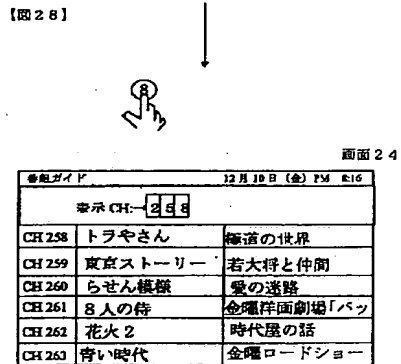 【図28】
8
画面24
番組ガイド 12月10日(金) PM 8:16
表示CH:→258
CH 258 トラやさん 極道の世界
CH 259 東京ストーリー 若大将と仲間
CH 260 らせん模様 愛の迷路
CH 261 8人の侍 金曜洋画劇場「バッ
CH 262 花火2 時代屋の話
CH 263 青い時代 金曜ロードショー